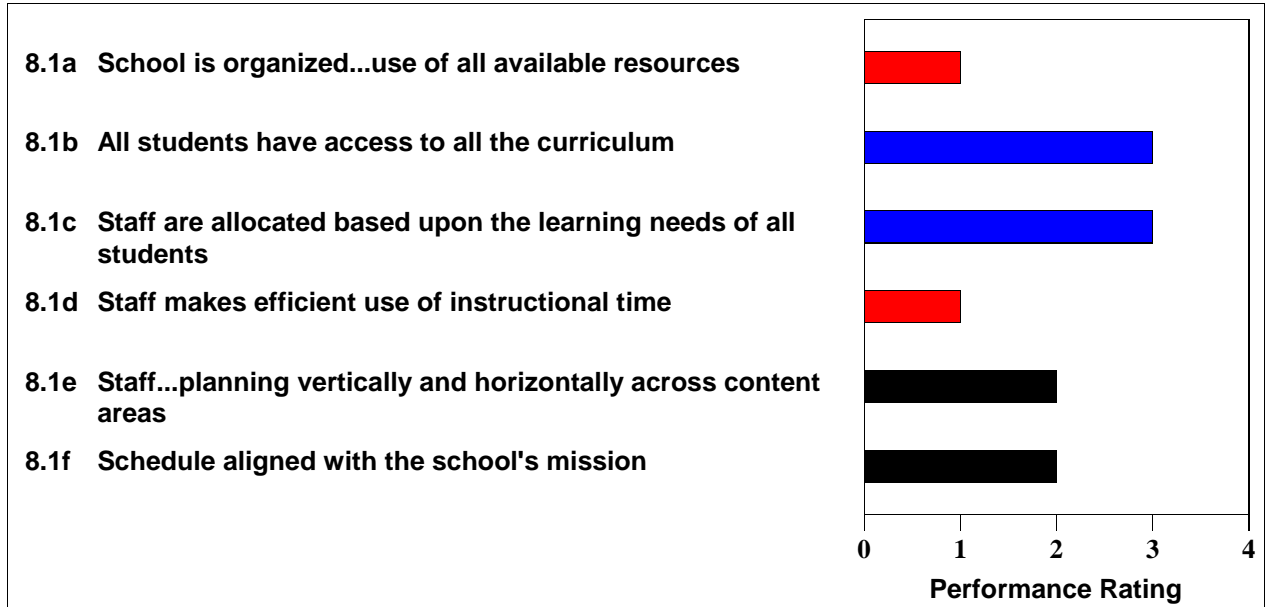 8.1a School is organized...use of all available resources
8.1b All students have access to all the curriculum
8.1c Staff are allocated based upon the learning needs of all
students
8.1d Staff makes efficient use of instructional time
8.1e Staff...planning vertically and horizontally across content
areas
8.1f Schedule aligned with the school's mission
0 1 2 3 4
Performance Rating